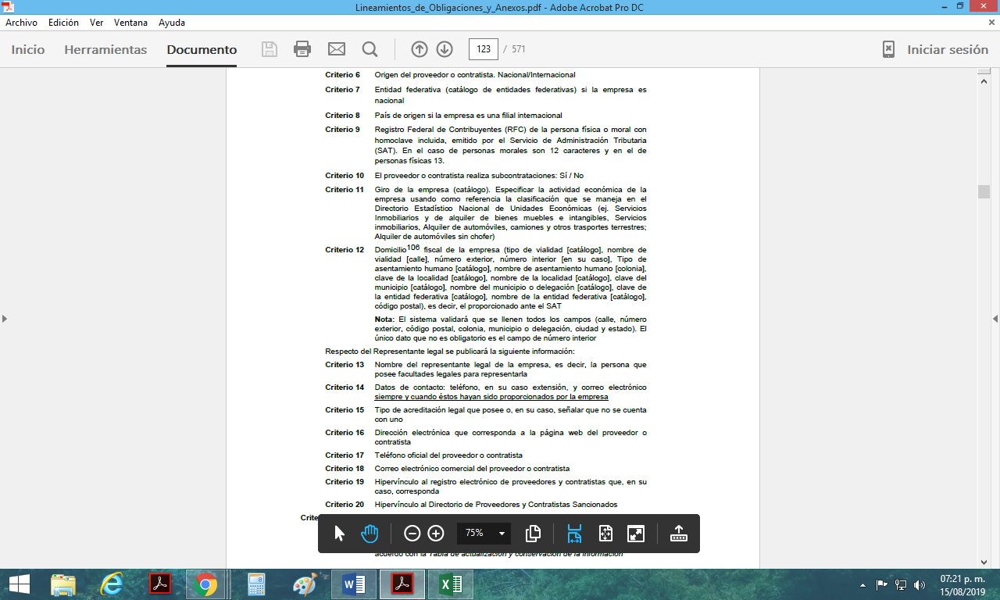 Lineamientos_de_Obligaciones_y_Anexos.pdf - Adobe Acrobat Pro DC
Archivo Edición Ver Ventana Ayuda
Inicio Herramientas Documento 123 / 571 Iniciar sesión
Criterio 6 Origen del proveedor o contratista. Nacional/Internacional
Criterio 7 Entidad federativa (catálogo de entidades federativas) si la empresa es
nacional
Criterio 8 País de origen si la empresa es una filial internacional
Criterio 9 Registro Federal de Contribuyentes (RFC) de la persona física o moral con
homoclave incluida, emitido por el Servicio de Administración Tributaria
(SAT). En el caso de personas morales son 12 caracteres y en el de
personas físicas 13.
Criterio 10 El proveedor o contratista realiza subcontrataciones: Sí / No
Criterio 11 Giro de la empresa (catálogo). Especificar la actividad económica de la
empresa usando como referencia la clasificación que se maneja en el
Directorio Estadístico Nacional de Unidades Económicas (ej. Servicios
Inmobiliarios y de alquiler de bienes muebles e intangibles, Servicios
inmobiliarios, Alquiler de automóviles, camiones y otros trasportes terrestres;
Alquiler de automóviles sin chofer)
Criterio 12 Domicilio106 fiscal de la empresa (tipo de vialidad [catálogo], nombre de
vialidad [calle], número exterior, número interior [en su caso], Tipo de
asentamiento humano [catálogo], nombre de asentamiento humano [colonia],
clave de la localidad [catálogo], nombre de la localidad [catálogo], clave del
municipio [catálogo], nombre del municipio o delegación [catálogo], clave de
la entidad federativa [catálogo], nombre de la entidad federativa [catálogo],
código postal), es decir, el proporcionado ante el SAT
Nota: El sistema validará que se llenen todos los campos (calle, número
exterior, código postal, colonia, municipio o delegación, ciudad y estado). El
único dato que no es obligatorio es el campo de número interior
Respecto del Representante legal se publicará la siguiente información:
Criterio 13 Nombre del representante legal de la empresa, es decir, la persona que
posee facultades legales para representarla
Criterio 14 Datos de contacto: teléfono, en su caso extensión, y correo electrónico
siempre y cuando éstos hayan sido proporcionados por la empresa
Criterio 15 Tipo de acreditación legal que posee o, en su caso, señalar que no se cuenta
con uno
Criterio 16 Dirección electrónica que corresponda a la página web del proveedor o
contratista
Criterio 17 Teléfono oficial del proveedor o contratista
Criterio 18 Correo electrónico comercial del proveedor o contratista
Criterio 19 Hipervínculo al registro electrónico de proveedores y contratistas que, en su
caso, corresponda
Criterio 20 Hipervínculo al Directorio de Proveedores y Contratistas Sancionados
Crite
75%
acuerdo con la Tabla de actualización y conservación de la información
07:21 p. m.
15/08/2019